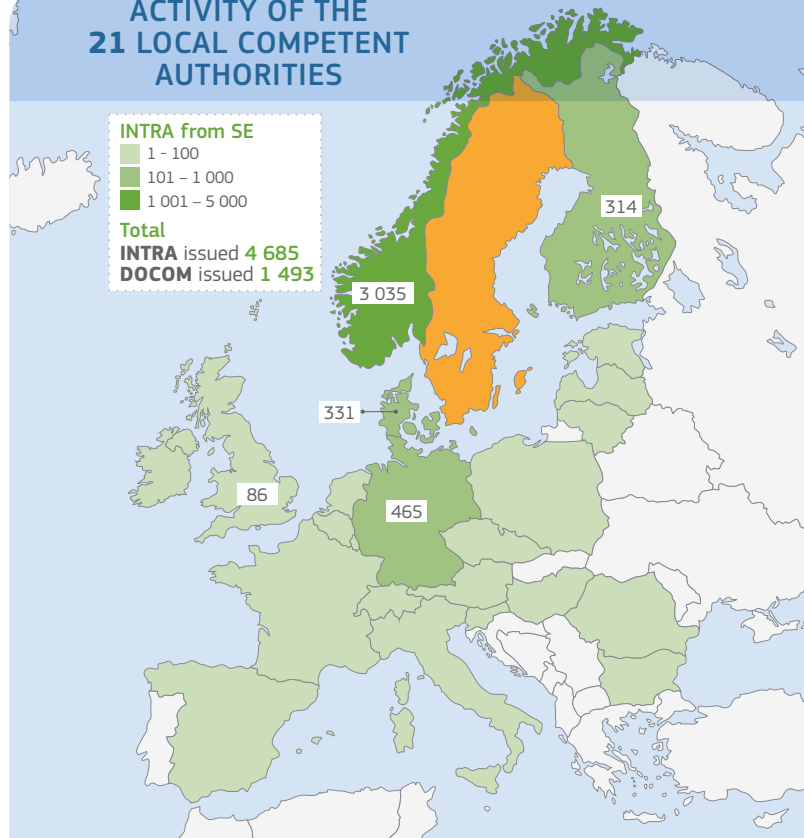 ACTIVITY OF THE
21 LOCAL COMPETENT
AUTHORITIES
INTRA from SE
1 - 100
101 – 1 000
1 001 – 5 000
Total
INTRA issued 4 685
DOCOM issued 1 493
314
3 035
331
86
465